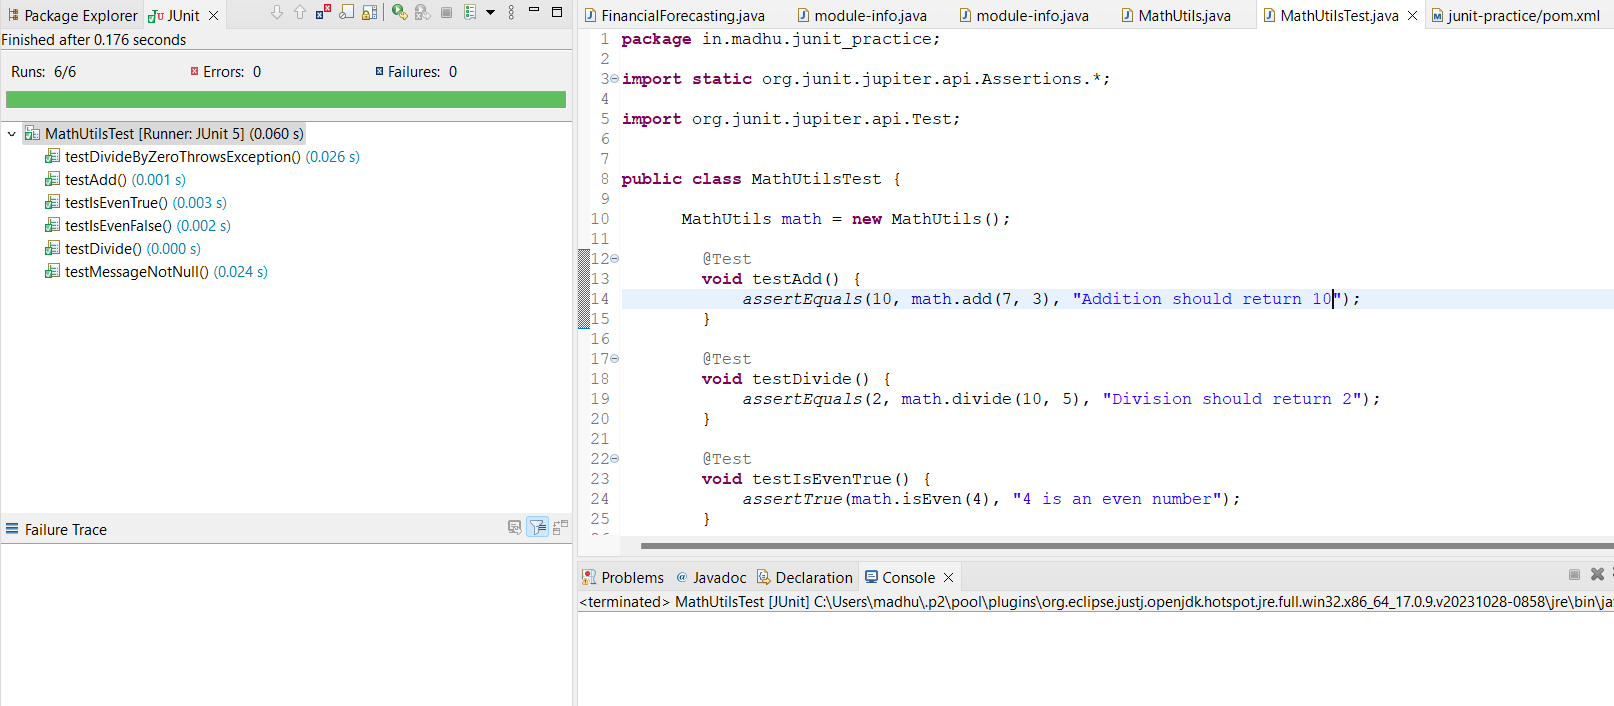 Package Explorer JUnit
Finished after 0.176 seconds
Runs: 6/6 Errors: 0 Failures: 0
MathUtilsTest [Runner: JUnit 5] (0.060 s)
testDivideByZeroThrowsException() (0.026 s)
testAdd() (0.001 s)
testIsEvenTrue() (0.003 s)
testIsEvenFalse() (0.002 s)
testDivide() (0.000 s)
testMessageNotNull() (0.024 s)
Failure Trace
FinancialForecasting.java module-info.java module-info.java MathUtils.java MathUtilsTest.java junit-practice/pom.xml
1 package in.madhu.junit_practice;
2
3 import static org.junit.jupiter.api.Assertions.*;
4
5 import org.junit.jupiter.api.Test;
6
7
8 public class MathUtilsTest {
9
10 MathUtils math = new MathUtils();
11
12 @Test
13 void testAdd() {
14 assertEquals(10, math.add(7, 3), "Addition should return 10");
15 }
16
17 @Test
18 void testDivide() {
19 assertEquals(2, math.divide(10, 5), "Division should return 2");
20 }
21
22 @Test
23 void testIsEvenTrue() {
24 assertTrue(math.isEven(4), "4 is an even number");
25 }
Problems @ Javadoc Declaration Console
<terminated> MathUtilsTest [JUnit] C:\Users\madhu\.p2\pool\plugins\org.eclipse.justj.openjdk.hotspot.jre.full.win32.x86_64_17.0.9.v20231028-0858\jre\bin\ja